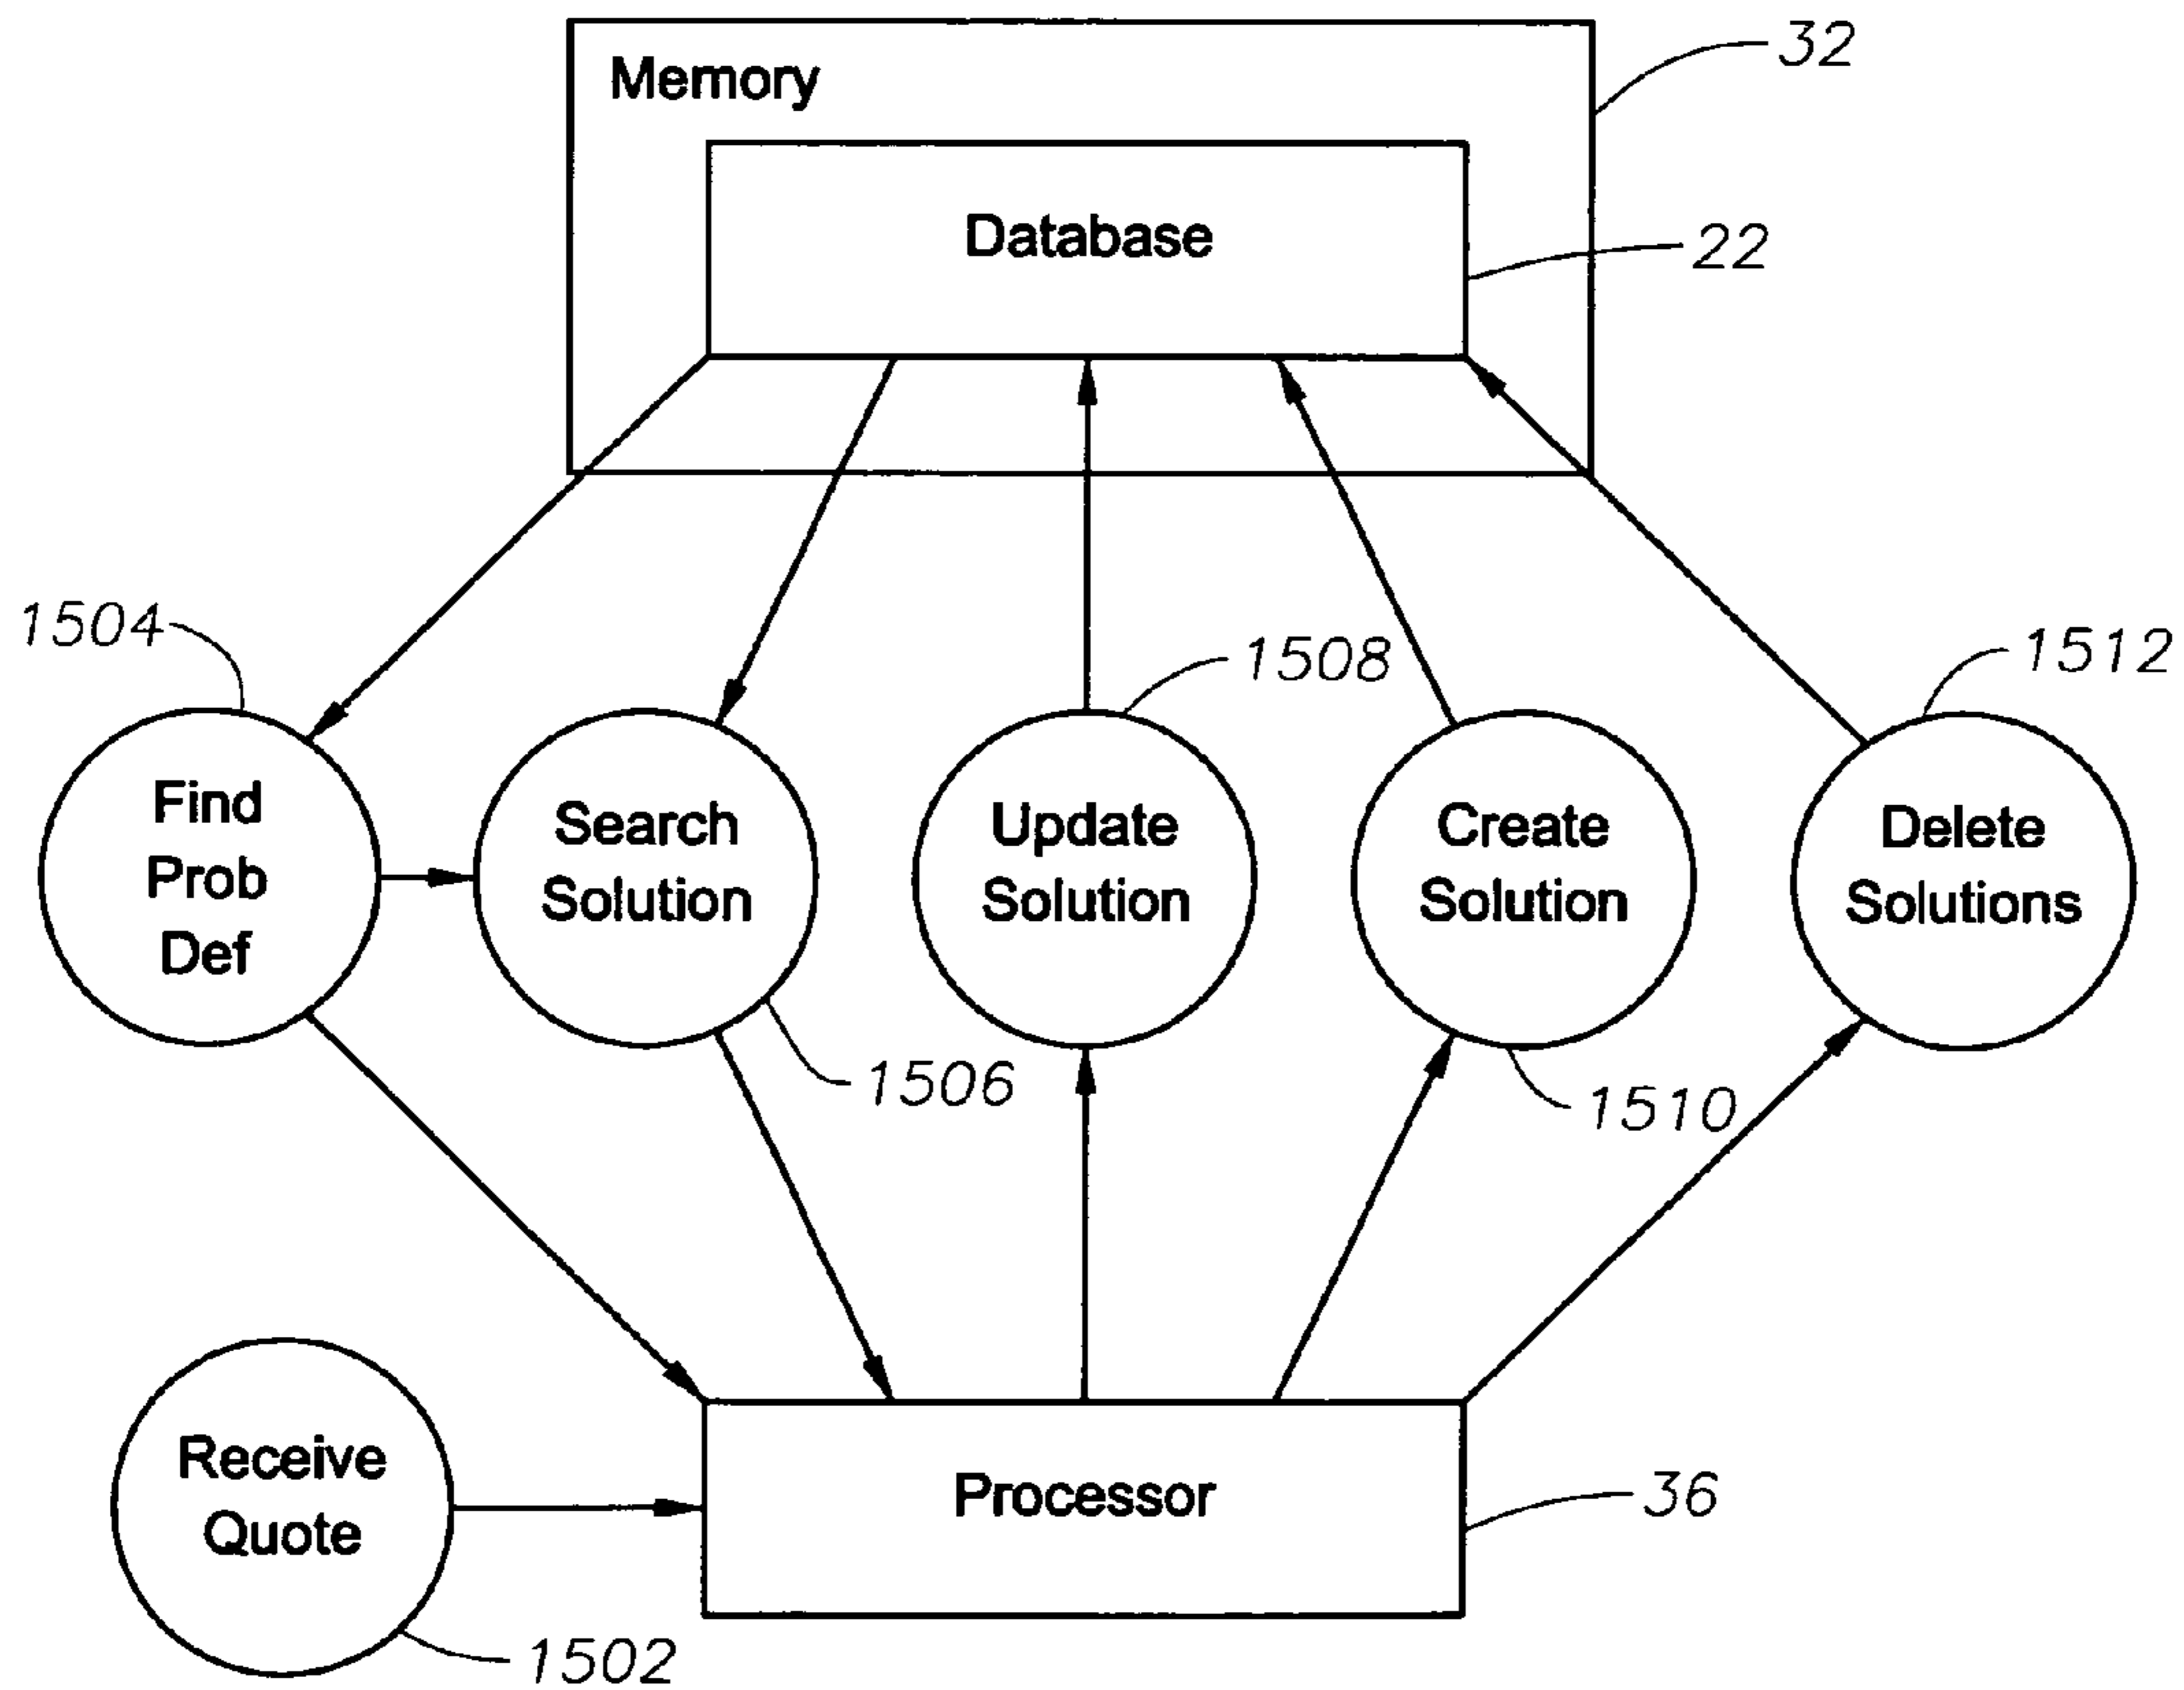 Memory
32
Database
22
1504
1508
1512
Find
Prob
Def
Search
Solution
Update
Solution
Create
Solution
Delete
Solutions
1506
1510
Receive
Quote
Processor
36
1502